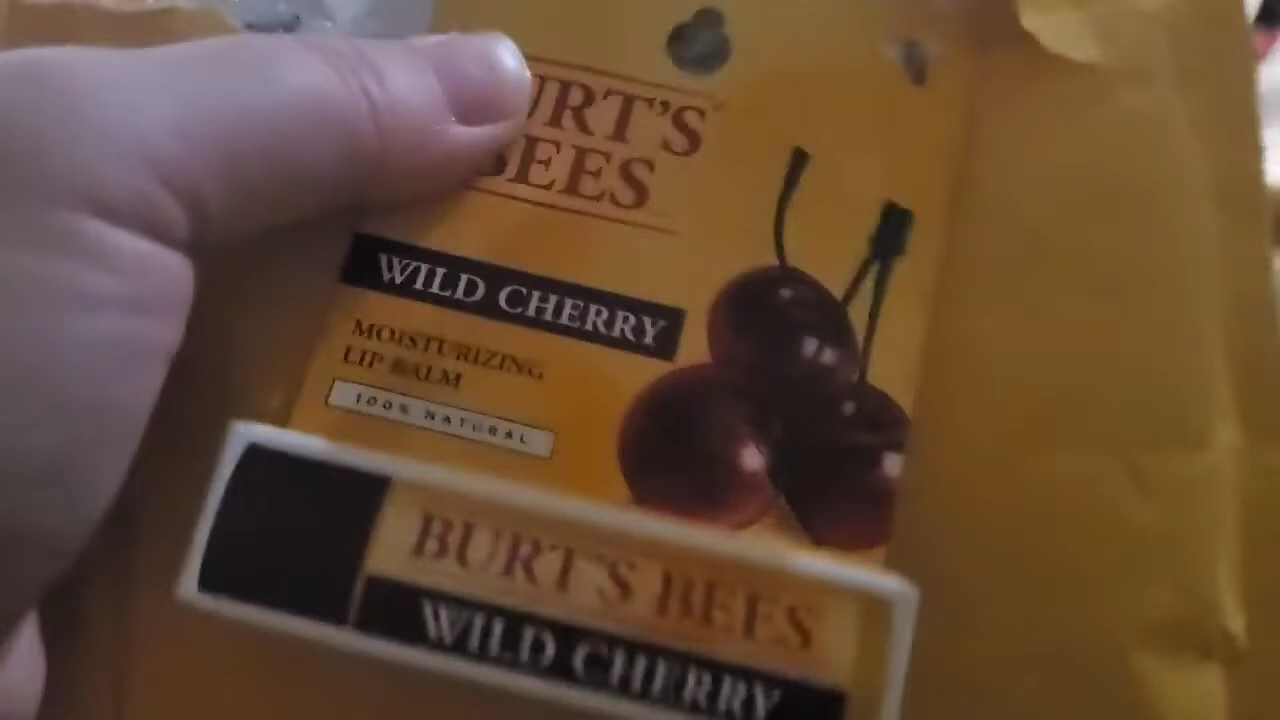 URT'S
BEES
WILD CHERRY
MOISTURIZING
LIP BALM
100% NATURAL
BURT'S BEES
WILD CHERRY